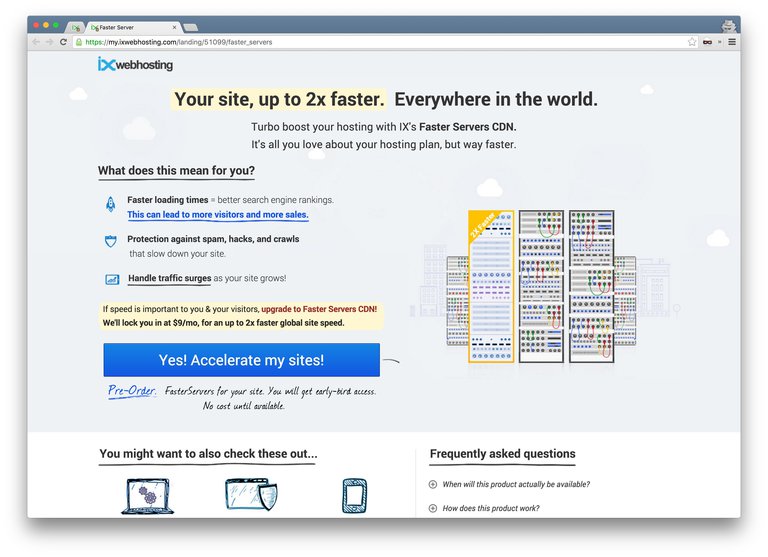 Faster Server
https://my.ixwebhosting.com/landing/51099/faster_servers
ix webhosting
Your site, up to 2x faster. Everywhere in the world.
Turbo boost your hosting with IX's Faster Servers CDN.
It's all you love about your hosting plan, but way faster.
What does this mean for you?
Faster loading times = better search engine rankings.
This can lead to more visitors and more sales.
Protection against spam, hacks, and crawls
that slow down your site.
Handle traffic surges as your site grows!
2X Faster
If speed is important to you & your visitors, upgrade to Faster Servers CDN!
We'll lock you in at $9/mo, for an up to 2x faster global site speed.
Yes! Accelerate my sites!
Pre-Order. FasterServers for your site. You will get early-bird access.
No cost until available.
You might want to also check these out...
Frequently asked questions
When will this product actually be available?
How does this product work?